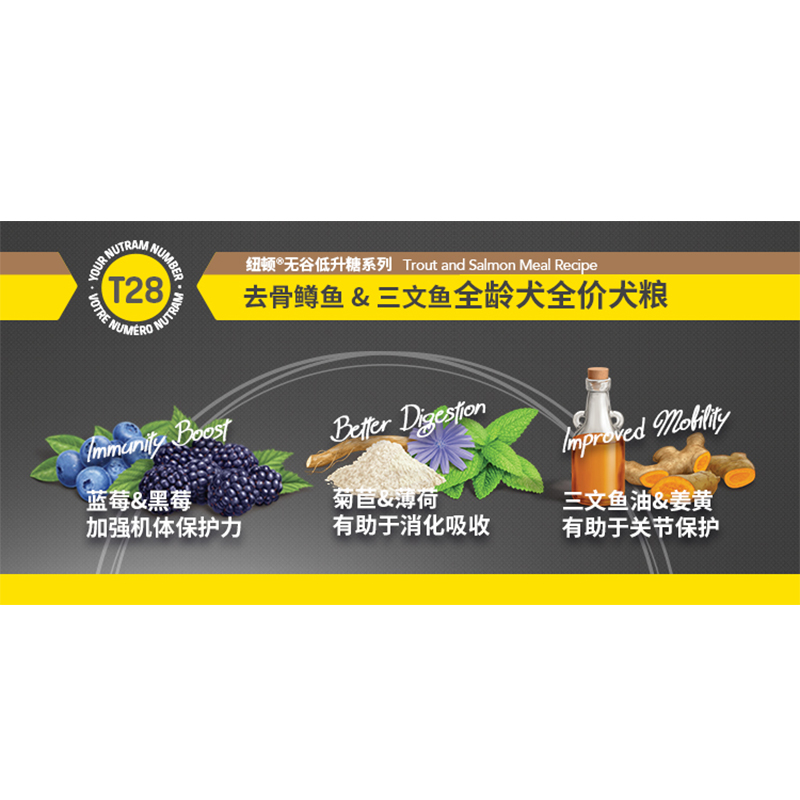 YOUR NUTRAM NUMBER
T28
VOTRE NUMÉRO NUTRAM
纽顿®无谷低升糖系列 Trout and Salmon Meal Recipe
去骨鳟鱼 & 三文鱼全龄犬全价犬粮
Immunity Boost
蓝莓&黑莓
加强机体保护力
Better Digestion
菊苣&薄荷
有助于消化吸收
Improved Mobility
三文鱼油&姜黄
有助于关节保护